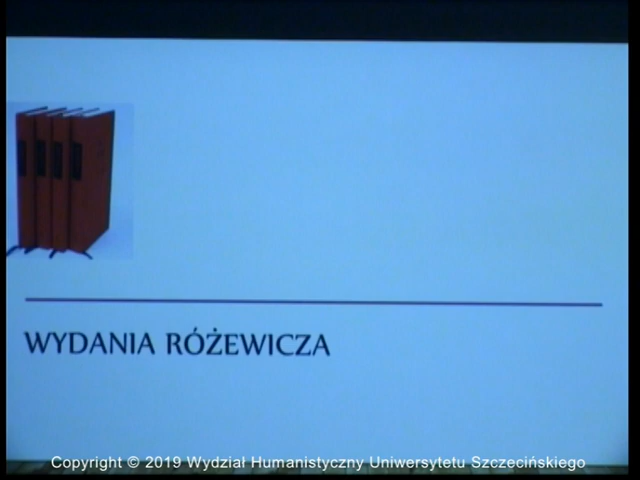 WYDANIA RÓŻEWICZA
Copyright © 2019 Wydział Humanistyczny Uniwersytetu Szczecińskiego